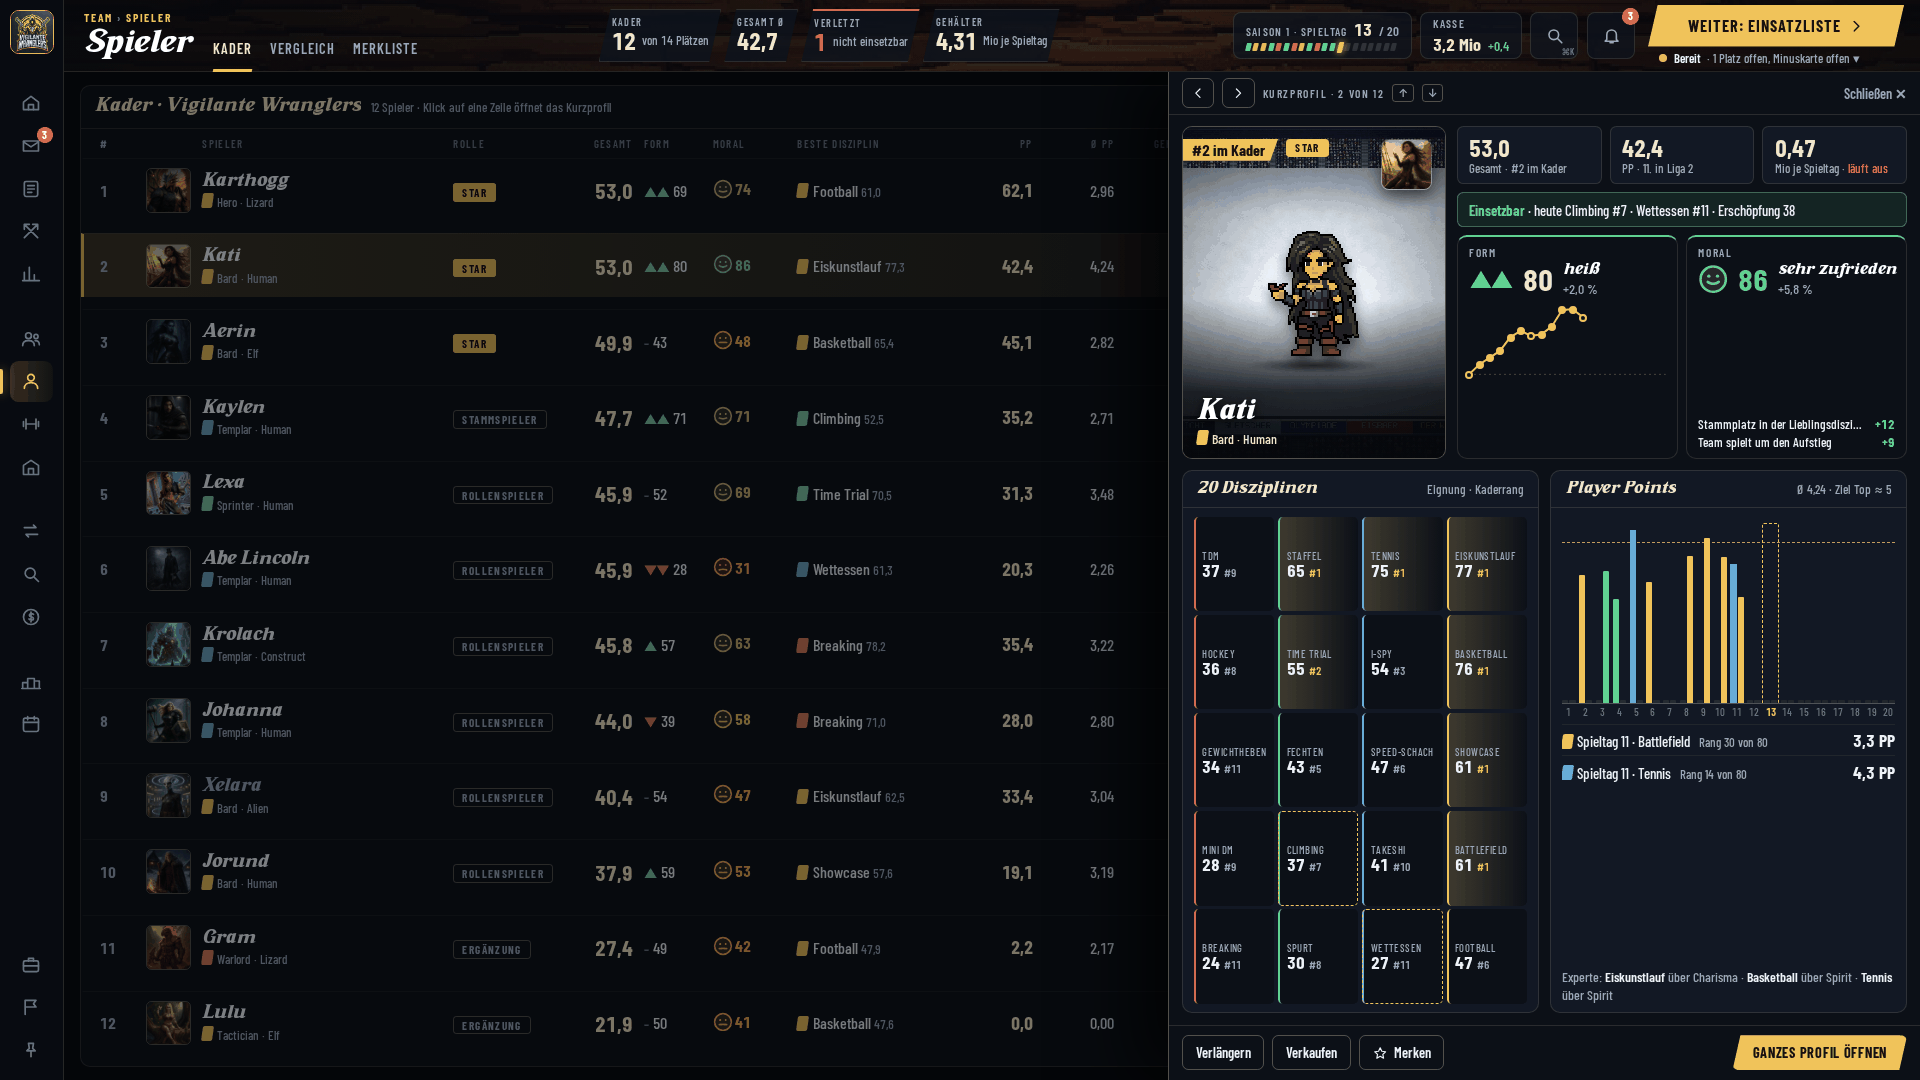 TEAM › SPIELER
Spieler
KADER
VERGLEICH
MERKLISTE
KADER
12 von 14 Plätzen
GESAMT Ø
42,7
VERLETZT
1 nicht einsetzbar
GEHÄLTER
4,31 Mio je Spieltag
SAISON 1 · SPIELTAG 13 / 20
KASSE
3,2 Mio +0,4
⌘K
3
WEITER: EINSATZLISTE
Bereit · 1 Platz offen, Minuskarte offen ▾
3
Kader · Vigilante Wranglers 12 Spieler · Klick auf eine Zeile öffnet das Kurzprofil
# SPIELER ROLLE GESAMT FORM MORAL BESTE DISZIPLIN PP Ø PP
1 Karthogg STAR 53,0 ▲▲ 69 74 Football 61,0 62,1 2,96
Hero · Lizard
2 Kati STAR 53,0 ▲▲ 80 86 Eiskunstlauf 77,3 42,4 4,24
Bard · Human
3 Aerin STAR 49,9 – 43 48 Basketball 65,4 45,1 2,82
Bard · Elf
4 Kaylen STAMMSPIELER 47,7 ▲▲ 71 71 Climbing 52,5 35,2 2,71
Templar · Human
5 Lexa ROLLENSPIELER 45,9 – 52 69 Time Trial 70,5 31,3 3,48
Sprinter · Human
6 Abe Lincoln ROLLENSPIELER 45,9 ▼▼ 28 31 Wettessen 61,3 20,3 2,26
Templar · Human
7 Krolach ROLLENSPIELER 45,8 ▲ 57 63 Breaking 78,2 35,4 3,22
Templar · Construct
8 Johanna ROLLENSPIELER 44,0 ▼ 39 58 Breaking 71,0 28,0 2,80
Templar · Human
9 Xelara ROLLENSPIELER 40,4 – 54 47 Eiskunstlauf 62,5 33,4 3,04
Bard · Alien
10 Jorund ROLLENSPIELER 37,9 ▲ 59 53 Showcase 57,6 19,1 3,19
Bard · Human
11 Gram ERGÄNZUNG 27,4 – 49 42 Football 47,9 2,2 2,17
Warlord · Lizard
12 Lulu ERGÄNZUNG 21,9 – 50 41 Basketball 47,6 0,0 0,00
Tactician · Elf
KURZPROFIL · 2 VON 12 ↑ ↓
Schließen ✕
#2 im Kader STAR
Kati
Bard · Human
53,0
Gesamt · #2 im Kader
42,4
PP · 11. in Liga 2
0,47
Mio je Spieltag · läuft aus
Einsetzbar · heute Climbing #7 · Wettessen #11 · Erschöpfung 38
FORM
▲▲ 80 heiß
+2,0 %
MORAL
86 sehr zufrieden
+5,8 %
Stammplatz in der Lieblingsdiszi... +12
Team spielt um den Aufstieg +9
20 Disziplinen Eignung · Kaderrang
TDM
37 #9
STAFFEL
65 #1
TENNIS
75 #1
EISKUNSTLAUF
77 #1
HOCKEY
36 #8
TIME TRIAL
55 #2
I-SPY
54 #3
BASKETBALL
76 #1
GEWICHTHEBEN
34 #11
FECHTEN
43 #5
SPEED-SCHACH
47 #6
SHOWCASE
61 #1
MINI DM
28 #9
CLIMBING
37 #7
TAKESHI
41 #10
BATTLEFIELD
61 #1
BREAKING
24 #11
SPURT
30 #8
WETTESSEN
27 #11
FOOTBALL
47 #6
Player Points Ø 4,24 · Ziel Top ≈ 5
1 2 3 4 5 6 7 8 9 10 11 12 13 14 15 16 17 18 19 20
Spieltag 11 · Battlefield Rang 30 von 80 3,3 PP
Spieltag 11 · Tennis Rang 14 von 80 4,3 PP
Experte: Eiskunstlauf über Charisma · Basketball über Spirit · Tennis
über Spirit
Verlängern
Verkaufen
Merken
GANZES PROFIL ÖFFNEN